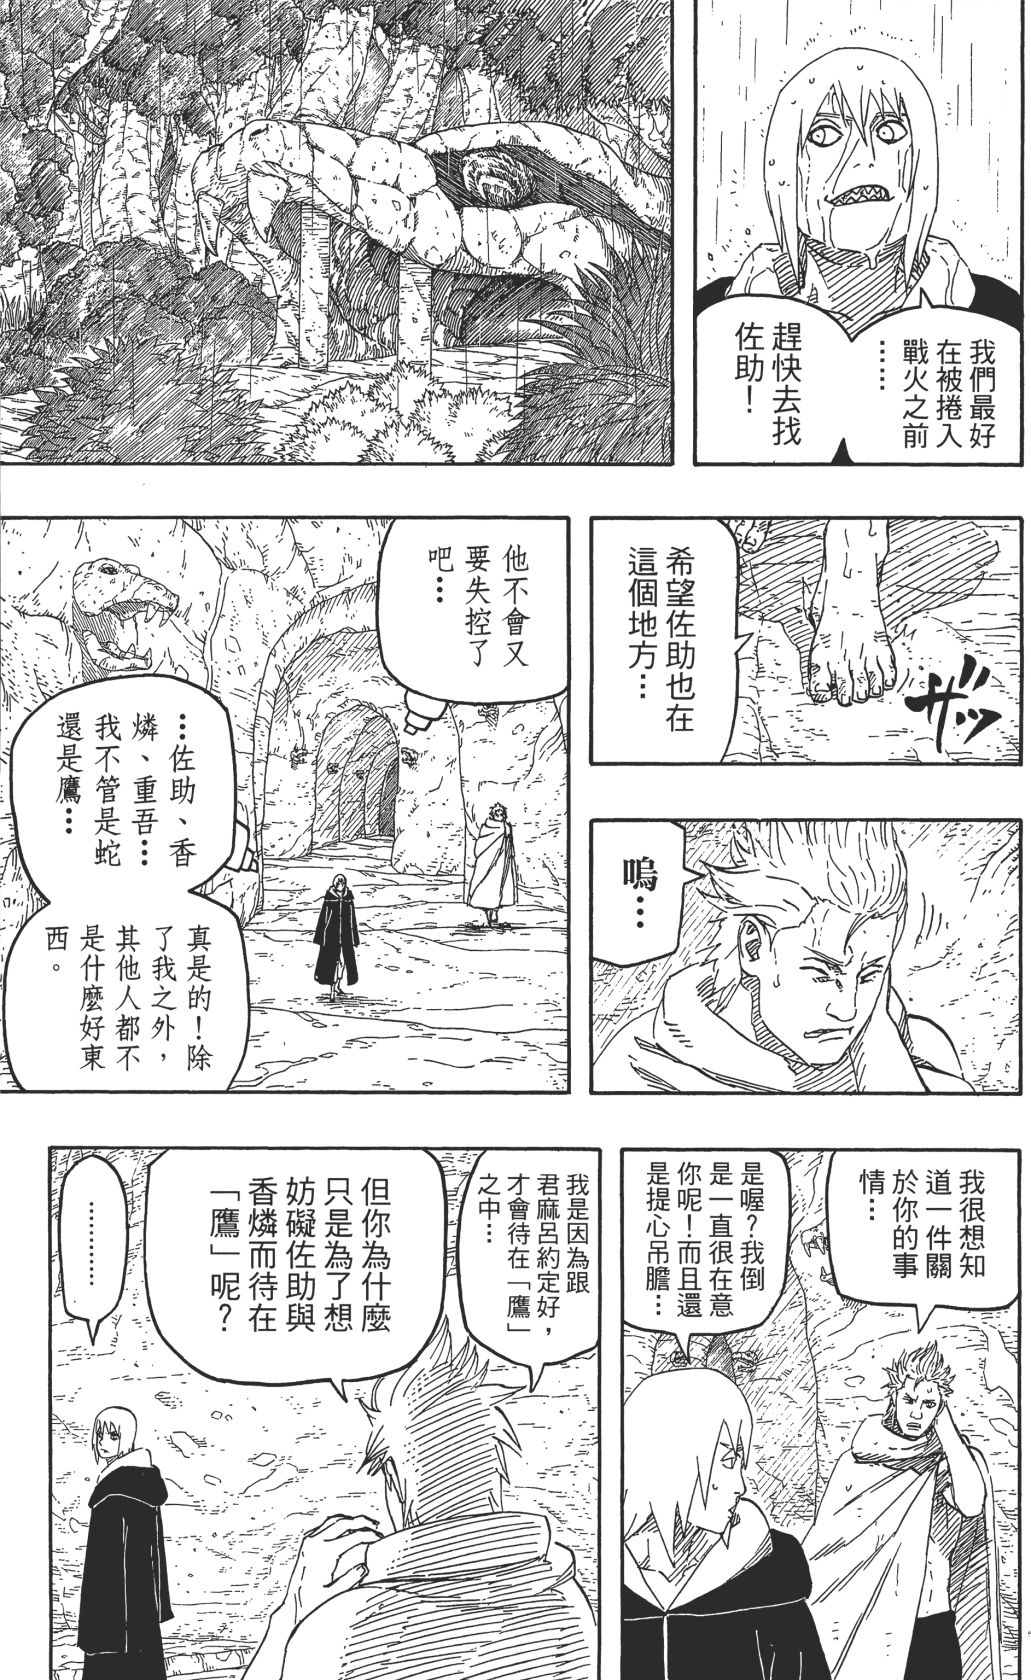 我們最好
在被捲入
戰火之前
……
趕快去找
佐助！
希望佐助也在
這個地方…
ザッ
嗚…
他不會又
要失控了
吧…
…佐助、香
燐、重吾…
我不管是蛇
還是鷹…
真是的！除
了我之外，
其他人都不
是什麼好東
西。
我很想知
道一件關
於你的事
情…
是喔？我倒
是一直很在意
你呢！而且還
是提心吊膽…
我是因為跟
君麻呂約定好，
才會待在「鷹」
之中…
但你為什麼
只是為了想
妨礙佐助與
香燐而待在
「鷹」呢？
………